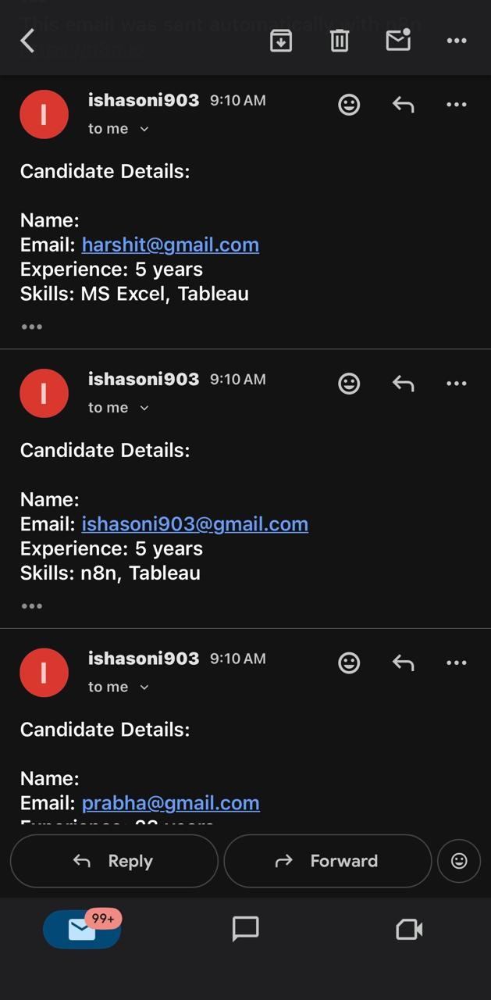 This email was sent automatically with n8n
ishasoni903 9:10 AM
to me
Candidate Details:
Name:
Email: harshit@gmail.com
Experience: 5 years
Skills: MS Excel, Tableau
I
ishasoni903 9:10 AM
to me
Candidate Details:
Name:
Email: ishasoni903@gmail.com
Experience: 5 years
Skills: n8n, Tableau
I
ishasoni903 9:10 AM
to me
Candidate Details:
Name:
Email: prabha@gmail.com
I
Reply
Forward
99+